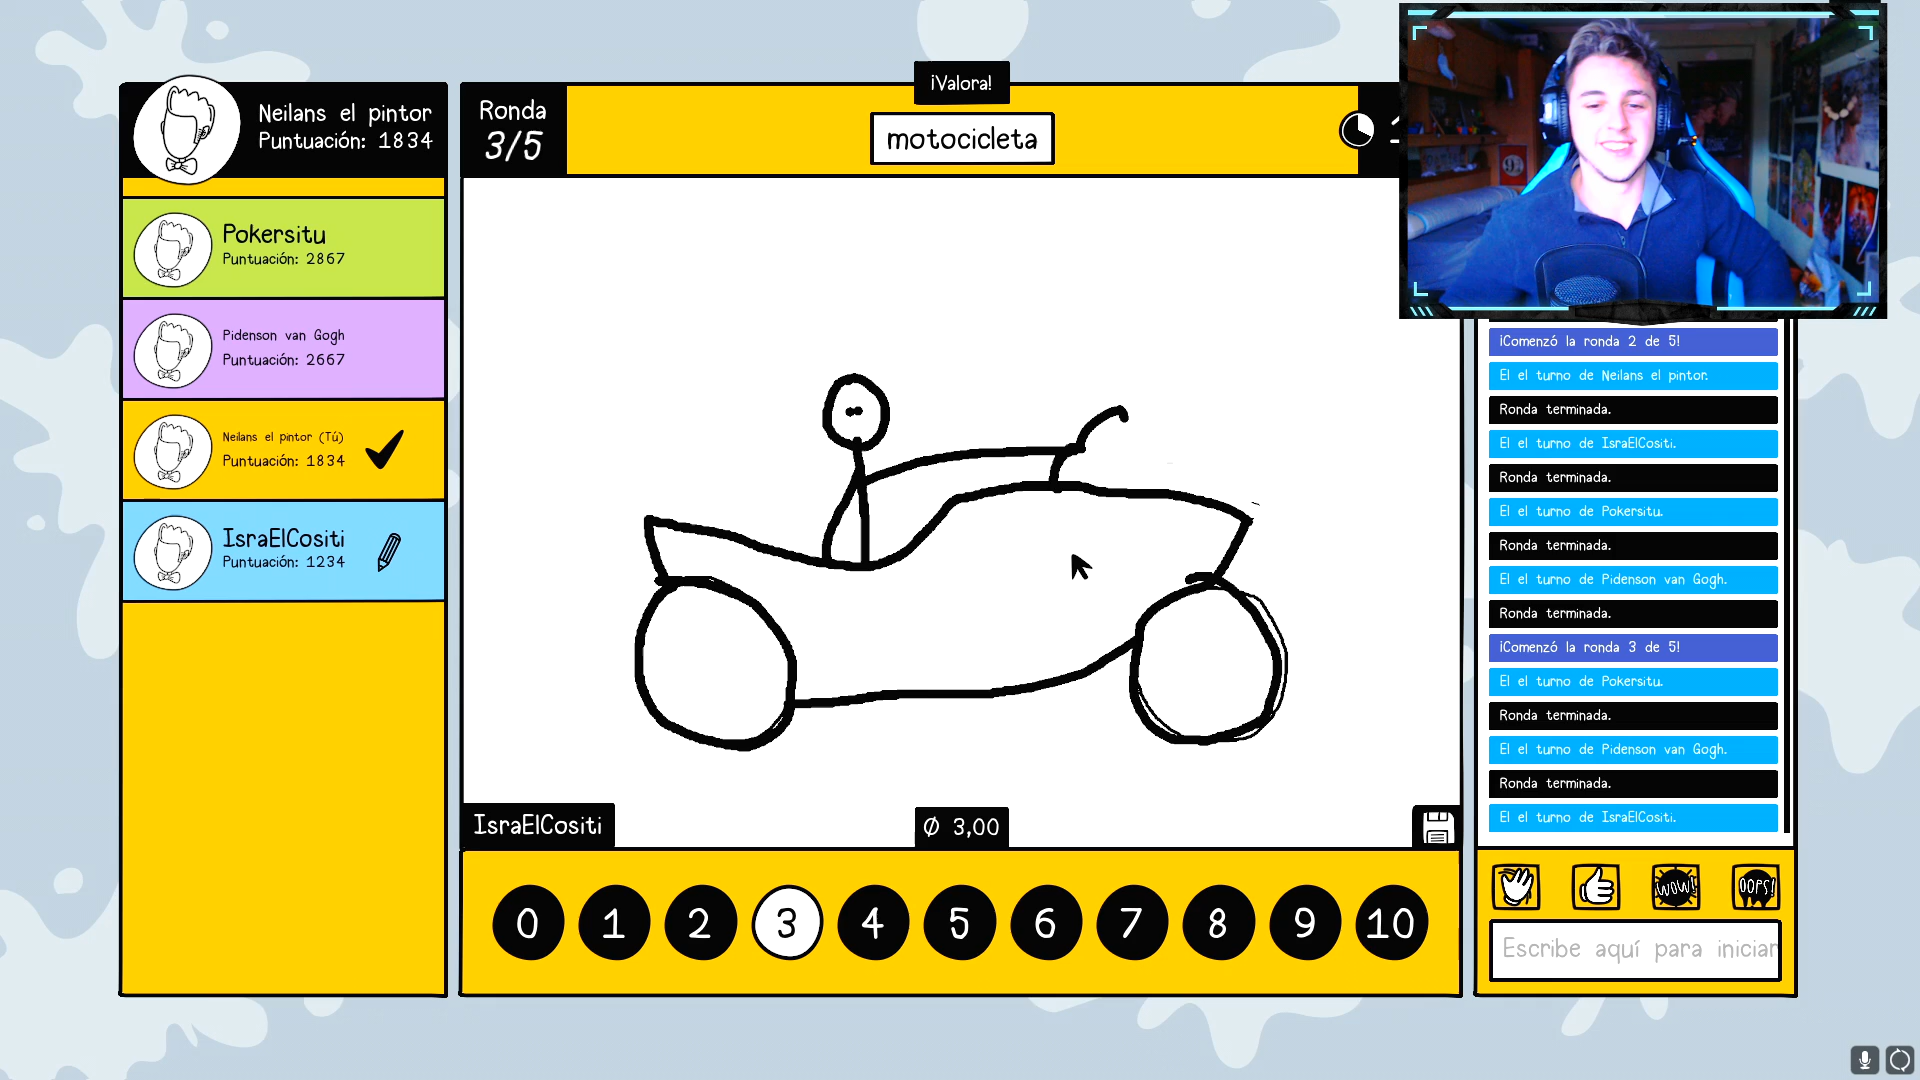 Neilans el pintor
Puntuación: 1834
Pokersitu
Puntuación: 2867
Pidenson van Gogh
Puntuación: 2667
Neilans el pintor (Tú)
Puntuación: 1834
IsraElCositi
Puntuación: 1234
Ronda
3/5
¡Valora!
motocicleta
IsraElCositi
Ø 3,00
0 1 2 3 4 5 6 7 8 9 10
¡Comenzó la ronda 2 de 5!
El el turno de Neilans el pintor.
Ronda terminada.
El el turno de IsraElCositi.
Ronda terminada.
El el turno de Pokersitu.
Ronda terminada.
El el turno de Pidenson van Gogh.
Ronda terminada.
¡Comenzó la ronda 3 de 5!
El el turno de Pokersitu.
Ronda terminada.
El el turno de Pidenson van Gogh.
Ronda terminada.
El el turno de IsraElCositi.
WOW! OOPS!
Escribe aquí para iniciar